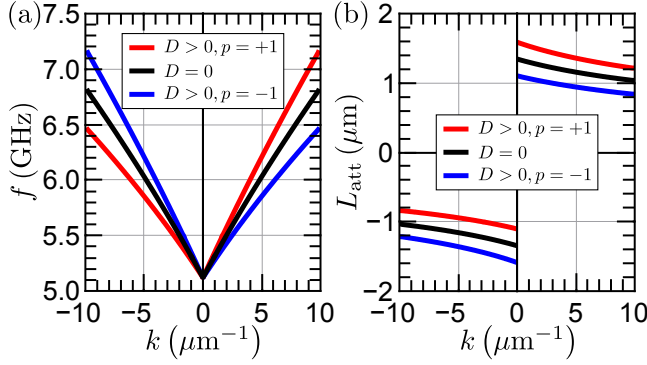 (a)
7.5
7.0
6.5
6.0
5.5
5.0
f (GHz)
D > 0, p = +1
D = 0
D > 0, p = −1
−10 −5 0 5 10
k (μm⁻¹)
(b)
2
1
0
−1
−2
L_att (μm)
D > 0, p = +1
D = 0
D > 0, p = −1
−10 −5 0 5 10
k (μm⁻¹)